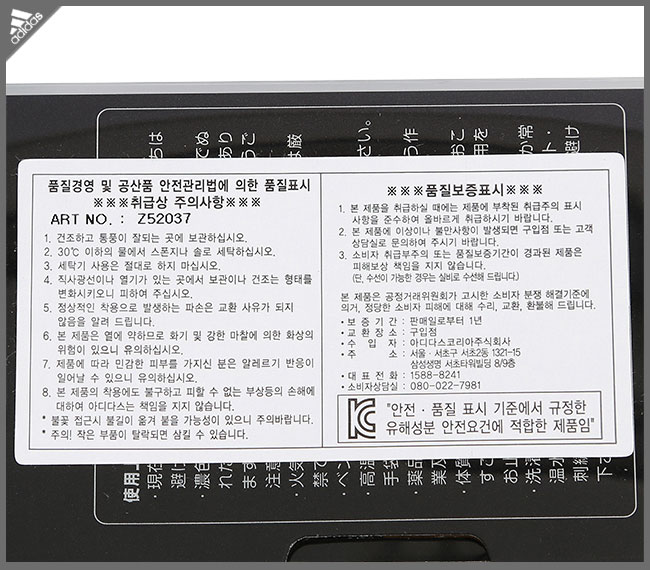 adidas
품질경영 및 공산품 안전관리법에 의한 품질표시
※※※취급상 주의사항※※※
ART NO. : Z52037
1. 건조하고 통풍이 잘되는 곳에 보관하십시오.
2. 30℃ 이하의 물에서 스폰지나 솔로 세탁하십시오.
3. 세탁기 사용은 절대로 하지 마십시오.
4. 직사광선이나 열기가 있는 곳에서 보관이나 건조는 형태를
변화시키오니 피하여 주십시오.
5. 정상적인 착용으로 발생하는 파손은 교환 사유가 되지
않음을 알려 드립니다.
6. 본 제품은 열에 약하므로 화기 및 강한 마찰에 의한 화상의
위험이 있으니 유의하십시오.
7. 제품에 따라 민감한 피부를 가지신 분은 알레르기 반응이
일어날 수 있으니 유의하십시오.
8. 본 제품의 착용에도 불구하고 피할 수 없는 부상등의 손해에
대하여 아디다스는 책임을 지지 않습니다.
* 불꽃 접근시 불길이 옮겨 붙을 가능성이 있으니 주의바랍니다.
* 주의! 작은 부품이 탈락되면 삼킬 수 있습니다.
※※※품질보증표시※※※
1. 본 제품을 취급하실 때에는 제품에 부착된 취급주의 표시
사항을 준수하여 올바르게 취급하시기 바랍니다.
2. 본 제품에 이상이나 불만사항이 발생되면 구입점 또는 고객
상담실로 문의하여 주시기 바랍니다.
3. 소비자 취급부주의 또는 품질보증기간이 경과된 제품은
피해보상 책임을 지지 않습니다.
(단, 수선이 가능한 경우는 실비로 수선해 드립니다)
본 제품은 공정거래위원회가 고시한 소비자 분쟁 해결기준에
의거, 정당한 소비자 피해에 대해 수리, 교환, 환불해 드립니다.
• 보 증 기 간 : 판매일로부터 1년
• 교 환 장 소 : 구입점
• 수 입 자 : 아디다스코리아주식회사
• 주 소 : 서울 · 서초구 서초2동 1321-15
삼성생명 서초타워빌딩 8/9층
• 대 표 전 화 : 1588-8241
• 소비자상담실 : 080-022-7981
"안전 · 품질 표시 기준에서 규정한
유해성분 안전요건에 적합한 제품임"